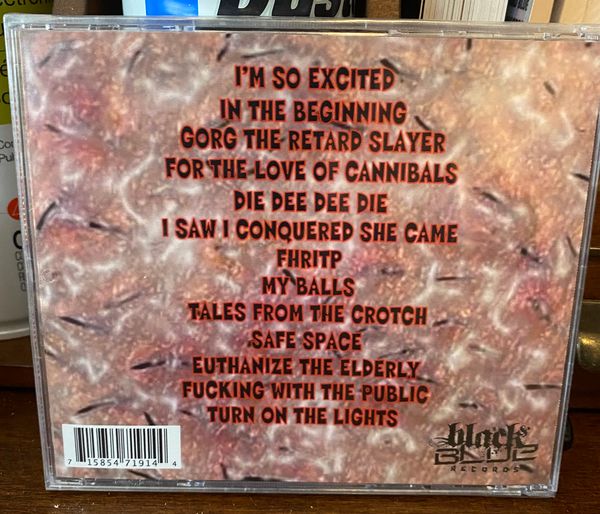 I'M SO EXCITED
IN THE BEGINNING
GORG THE RETARD SLAYER
FOR THE LOVE OF CANNIBALS
DIE DEE DEE DIE
I SAW I CONQUERED SHE CAME
FHRITP
MY BALLS
TALES FROM THE CROTCH
SAFE SPACE
EUTHANIZE THE ELDERLY
FUCKING WITH THE PUBLIC
TURN ON THE LIGHTS
7 15854 71914 4
black &
BLUE
RECORDS